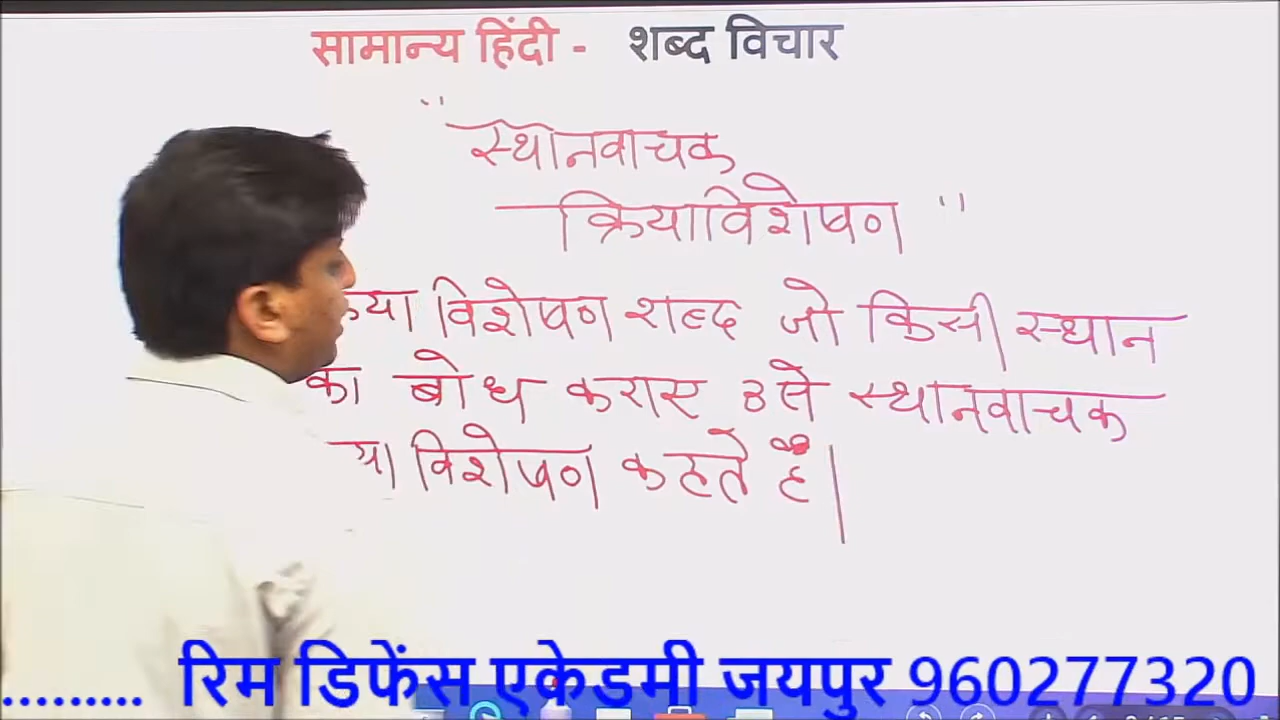 सामान्य हिंदी - शब्द विचार
"स्थानवाचक
क्रियाविशेषण"
विशेषण शब्द जो किसी स्थान
का बोध कराए उसे स्थानवाचक
विशेषण कहते हैं।
......... रिम डिफेंस एकेडमी जयपुर 960277320